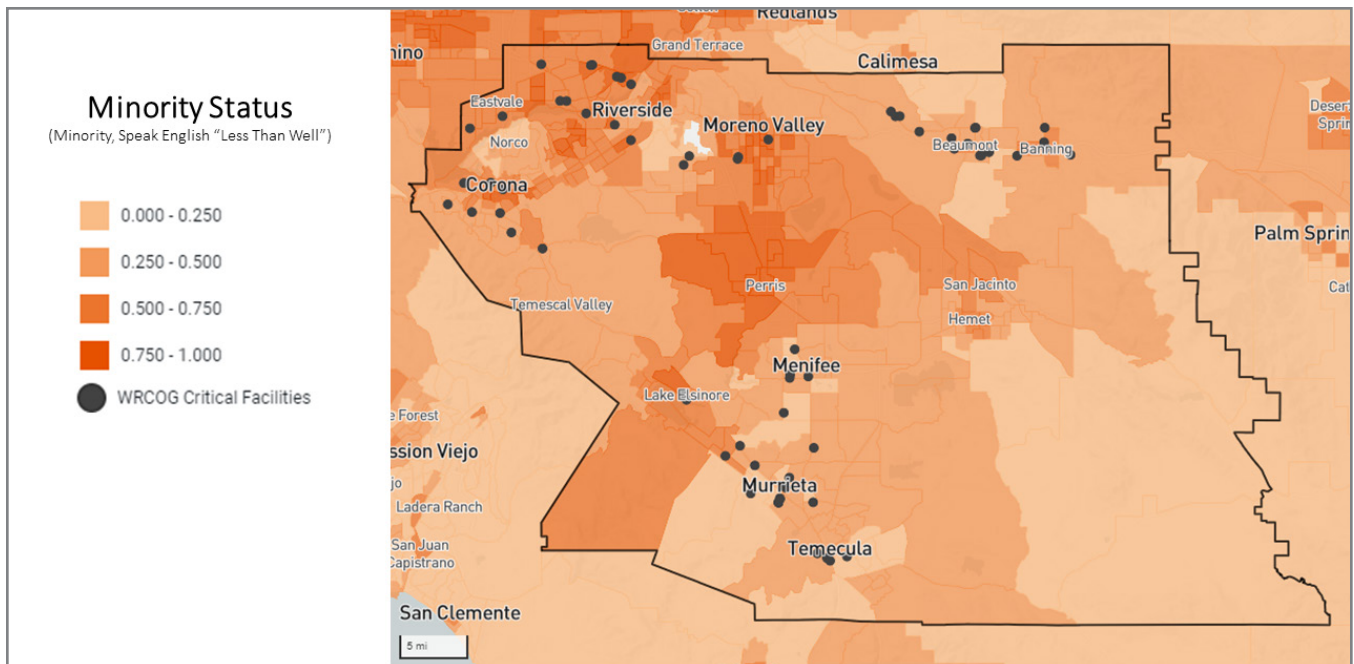 Minority Status
(Minority, Speak English "Less Than Well")
0.000 - 0.250
0.250 - 0.500
0.500 - 0.750
0.750 - 1.000
WRCOG Critical Facilities
Redlands
Grand Terrace
Calimesa
Eastvale
Riverside
Moreno Valley
Norco
Beaumont
Banning
Corona
Desert
Palm Sprin
Temescal Valley
Perris
San Jacinto
Hemet
Cat
Menifee
Lake Elsinore
e Forest
ssion Viejo
jo
Ladera Ranch
Murrieta
San Juan
Capistrano
Temecula
San Clemente
5 mi